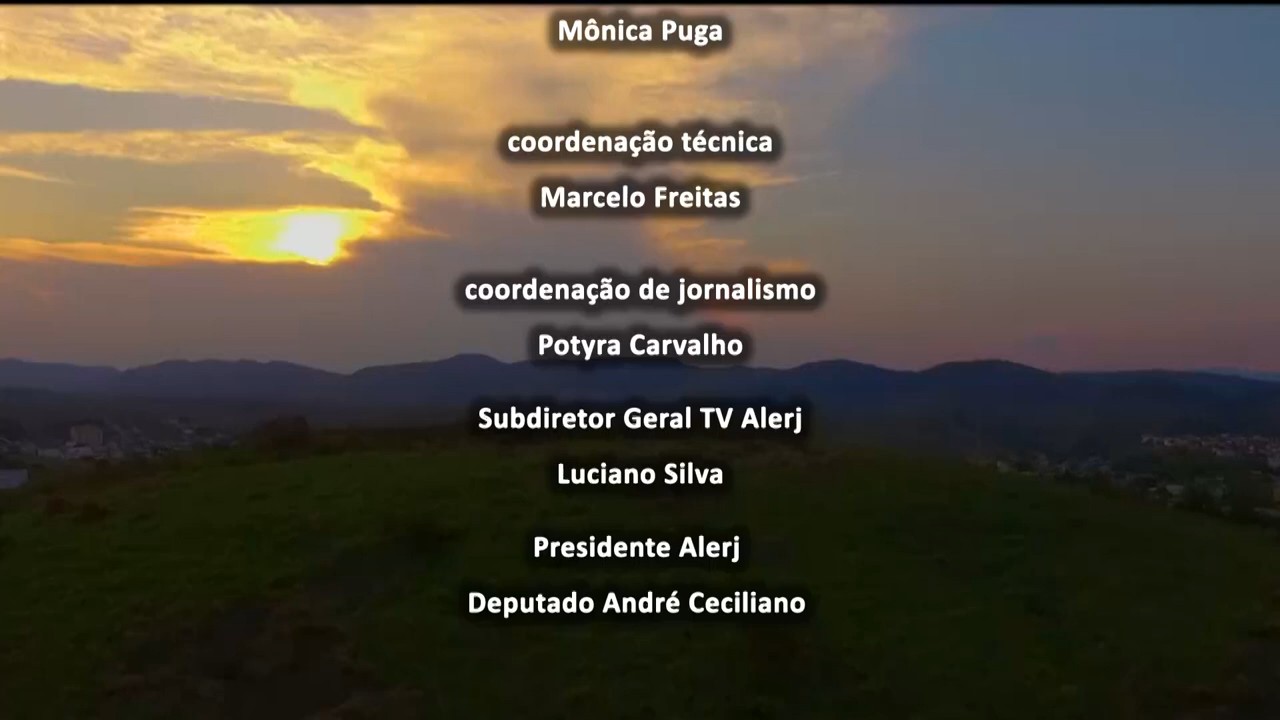 Mônica Puga
coordenação técnica
Marcelo Freitas
coordenação de jornalismo
Potyra Carvalho
Subdiretor Geral TV Alerj
Luciano Silva
Presidente Alerj
Deputado André Ceciliano